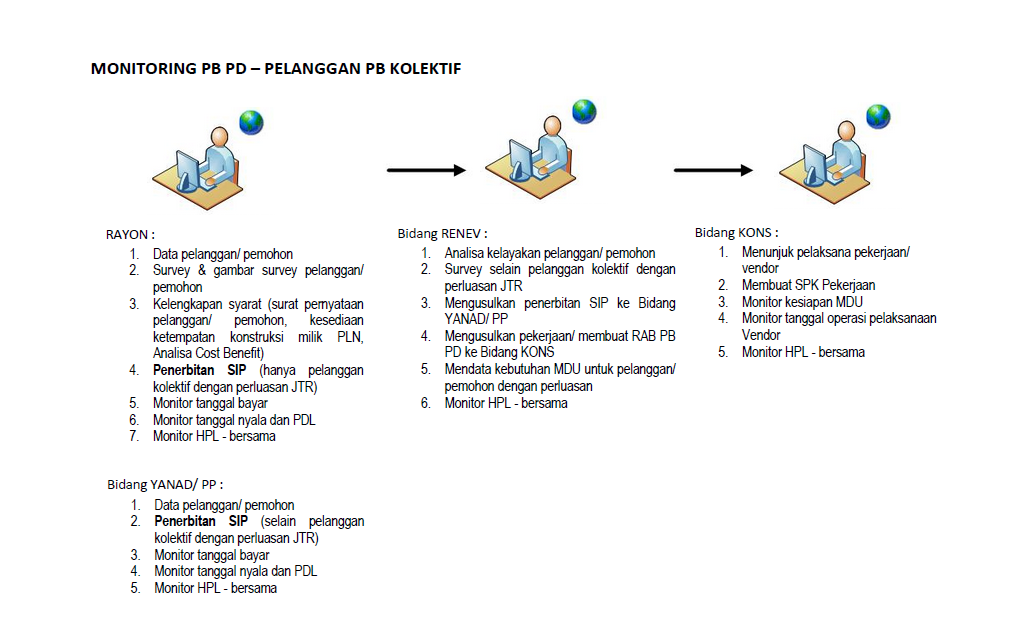 MONITORING PB PD – PELANGGAN PB KOLEKTIF
RAYON :
1. Data pelanggan/ pemohon
2. Survey & gambar survey pelanggan/
pemohon
3. Kelengkapan syarat (surat pernyataan
pelanggan/ pemohon, kesediaan
ketempatan konstruksi milik PLN,
Analisa Cost Benefit)
4. Penerbitan SIP (hanya pelanggan
kolektif dengan perluasan JTR)
5. Monitor tanggal bayar
6. Monitor tanggal nyala dan PDL
7. Monitor HPL - bersama
Bidang YANAD/ PP :
1. Data pelanggan/ pemohon
2. Penerbitan SIP (selain pelanggan
kolektif dengan perluasan JTR)
3. Monitor tanggal bayar
4. Monitor tanggal nyala dan PDL
5. Monitor HPL - bersama
Bidang RENEV :
1. Analisa kelayakan pelanggan/ pemohon
2. Survey selain pelanggan kolektif dengan
perluasan JTR
3. Mengusulkan penerbitan SIP ke Bidang
YANAD/ PP
4. Mengusulkan pekerjaan/ membuat RAB PB
PD ke Bidang KONS
5. Mendata kebutuhan MDU untuk pelanggan/
pemohon dengan perluasan
6. Monitor HPL - bersama
Bidang KONS :
1. Menunjuk pelaksana pekerjaan/
vendor
2. Membuat SPK Pekerjaan
3. Monitor kesiapan MDU
4. Monitor tanggal operasi pelaksanaan
Vendor
5. Monitor HPL - bersama